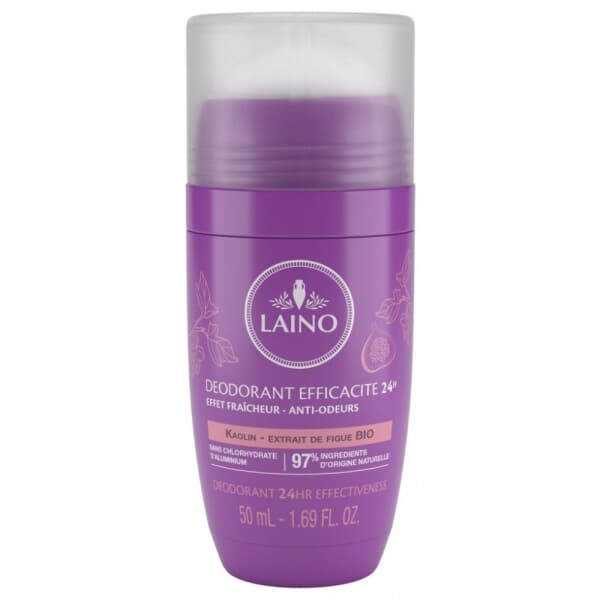 LAINO
DEODORANT EFFICACITE 24H
EFFET FRAÎCHEUR - ANTI-ODEURS
KAOLIN - EXTRAIT DE FIGUE BIO
SANS CHLORHYDRATE
D'ALUMINIUM
97% INGREDIENTS
D'ORIGINE NATURELLE
DEODORANT 24HR EFFECTIVENESS
50 mL - 1.69 FL. OZ.